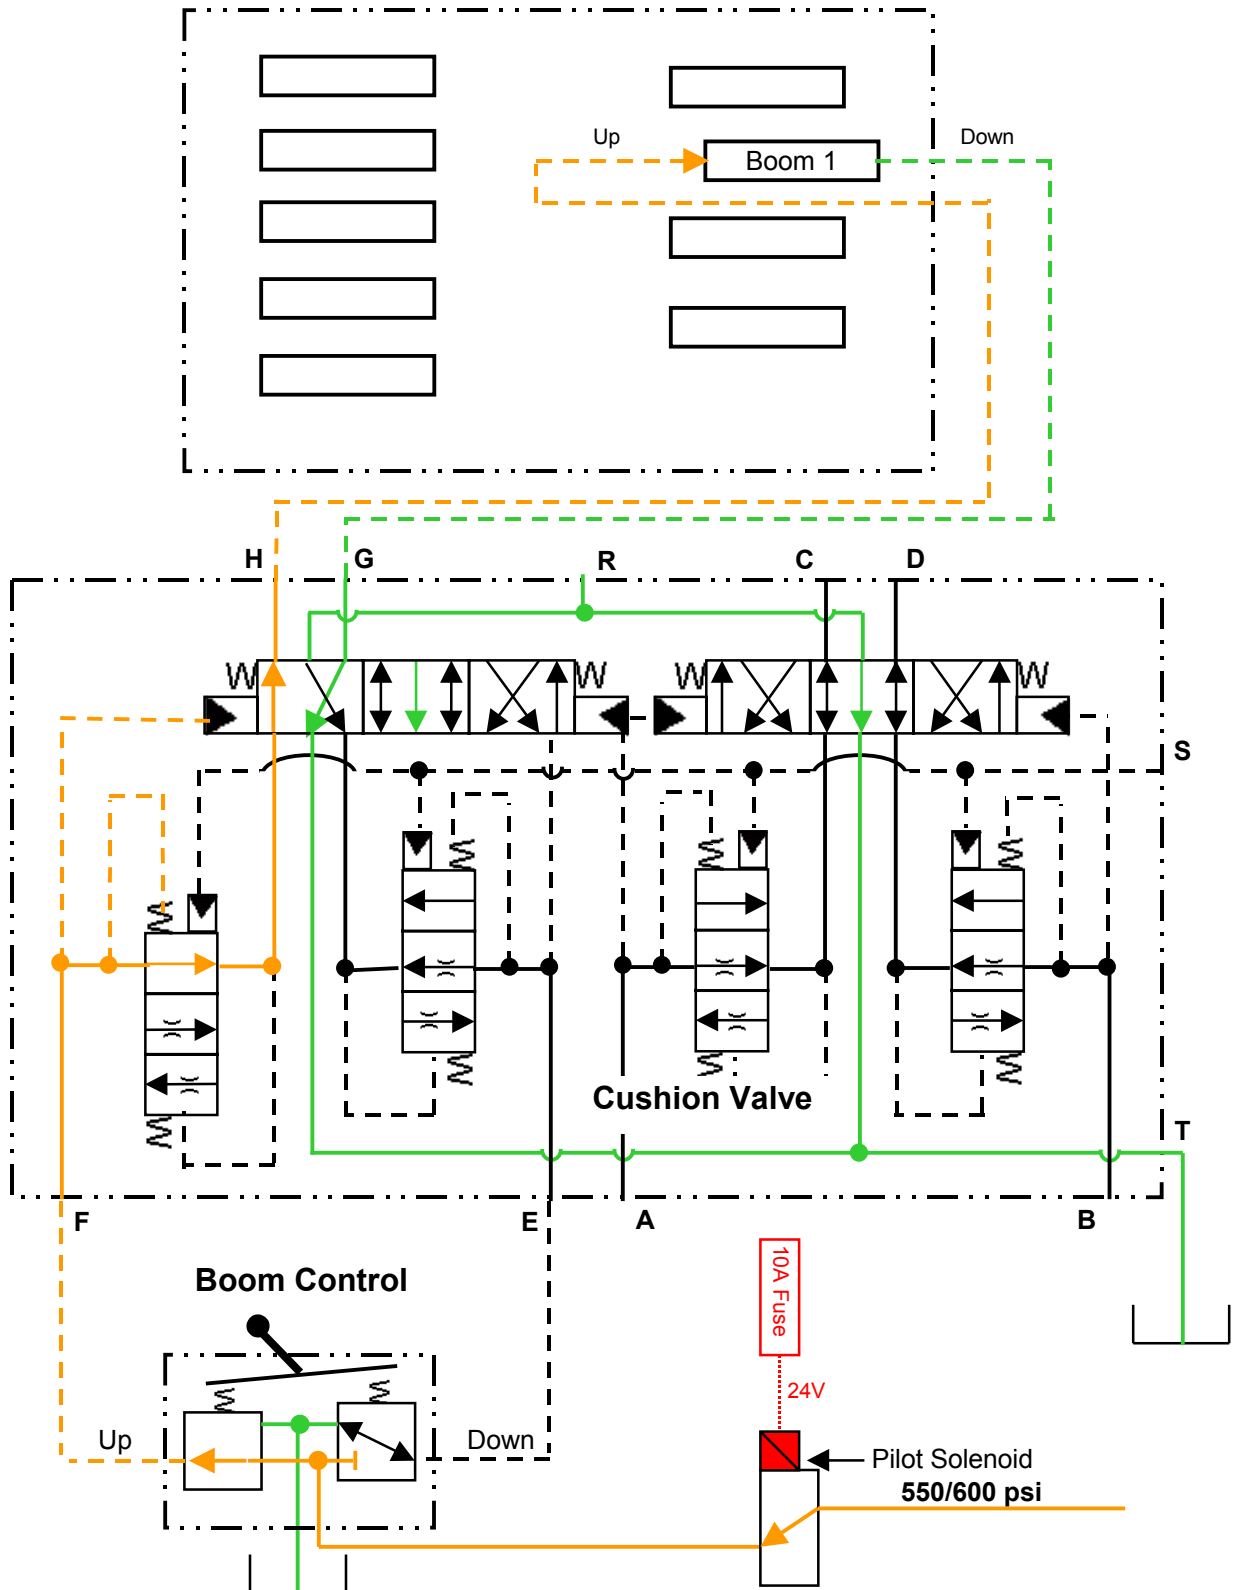 Up
Down
Boom 1
H
G
R
C
D
S
Cushion Valve
T
F
E
A
B
Boom Control
10A Fuse
24V
Up
Down
Pilot Solenoid
550/600 psi